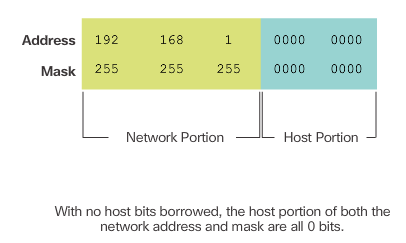 Address 192 168 1 0000 0000
Mask 255 255 255 0000 0000
Network Portion Host Portion
With no host bits borrowed, the host portion of both the
network address and mask are all 0 bits.